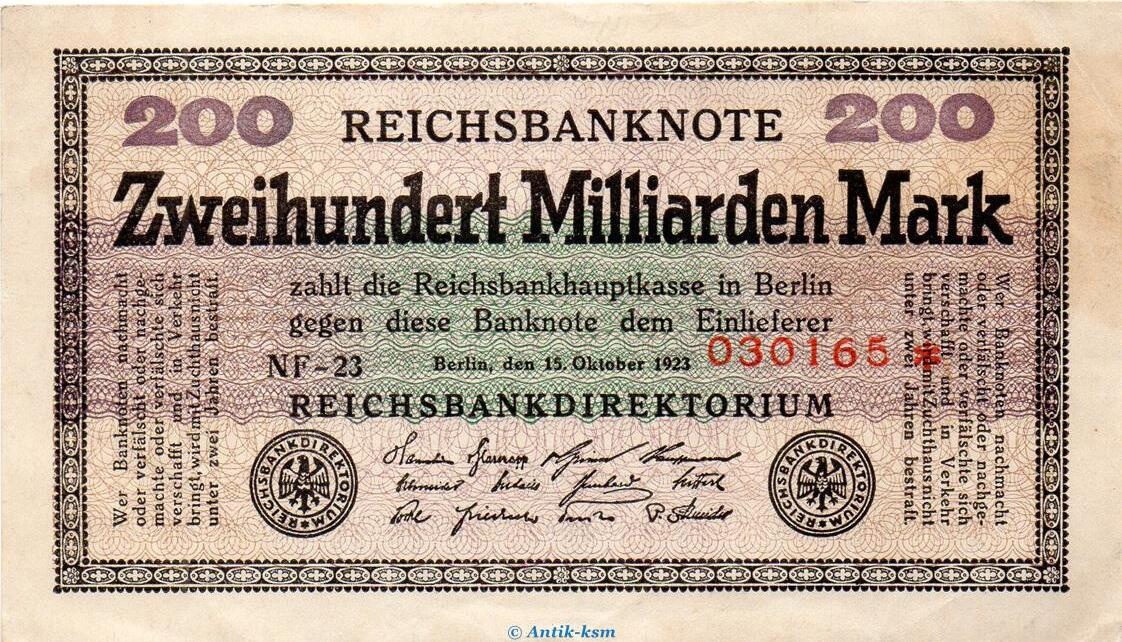 200 REICHSBANKNOTE 200
Zweihundert Milliarden Mark
zahlt die Reichsbankhauptkasse in Berlin
gegen diese Banknote dem Einlieferer
NF-23 Berlin, den 15. Oktober 1923 030165 *
REICHSBANKDIREKTORIUM
Wer Banknoten nachmacht
oder verfälscht oder nachge-
machte oder verfälschte sich
verschafft und in Verkehr
bringt, wird mit Zuchthaus nicht
unter zwei Jahren bestraft.
REICHSBANKDIREKTORIUM
REICHSBANKDIREKTORIUM
Wer Banknoten nachmacht
oder verfälscht oder nachge-
machte oder verfälschte sich
verschafft und in Verkehr
bringt, wird mit Zuchthaus nicht
unter zwei Jahren bestraft.
© Antik-ksm